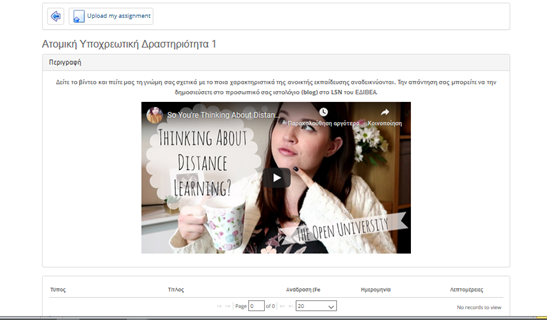 Upload my assignment
Ατομική Υποχρεωτική Δραστηριότητα 1
Περιγραφή
Δείτε το βίντεο και πείτε μας τη γνώμη σας σχετικά με το ποια χαρακτηριστικά της ανοικτής εκπαίδευσης αναδεικνύονται. Την απάντηση σας μπορείτε να την
δημοσιεύσετε στο προσωπικό σας ιστολόγιο (blog) στο LSN του ΕΔΙΒΕΑ.
So You're Thinking About Distan...
Παρακολούθηση αργότερα
Κοινοποίηση
THINKING ABOUT
DISTANCE
LEARNING?
THE OPEN UNIVERSITY
Τύπος Τίτλος Ανάδραση (Fe Ημερομηνία Λεπτομέρειες
Page 0 of 0 20
No records to view